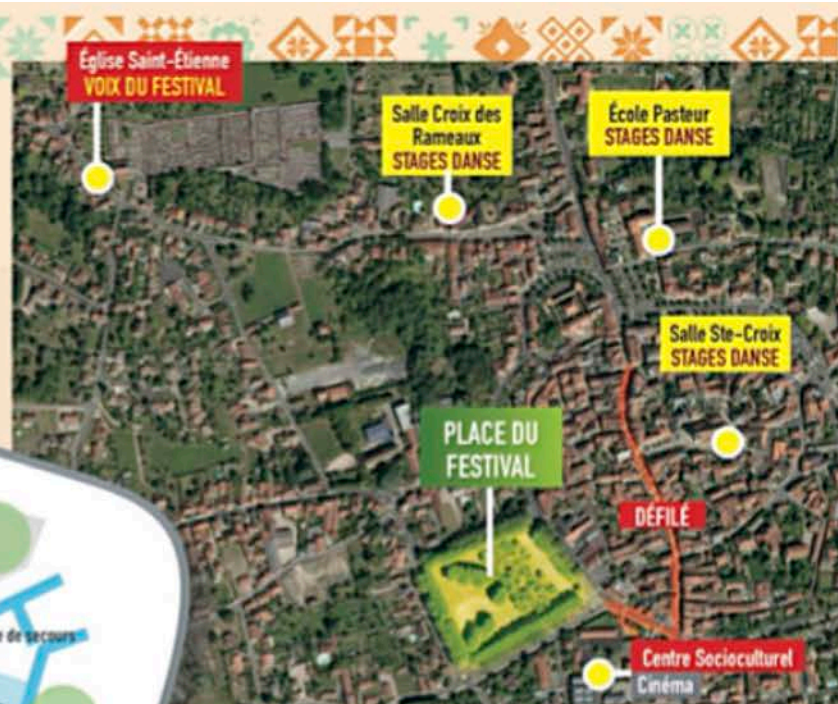 Église Saint-Étienne
VOIX DU FESTIVAL
Salle Croix des
Rameaux
STAGES DANSE
École Pasteur
STAGES DANSE
Salle Ste-Croix
STAGES DANSE
PLACE DU
FESTIVAL
DÉFILÉ
e de secours
Centre Socioculturel
Cinéma